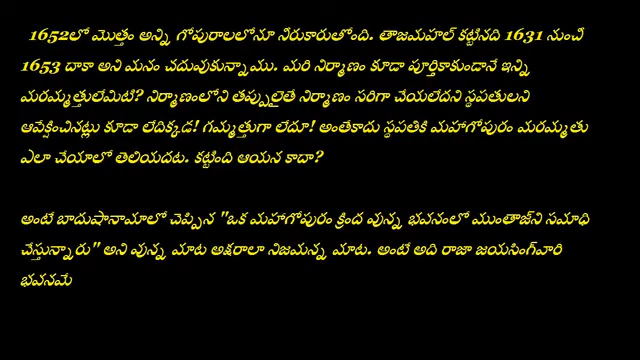 1652లో మొత్తం అన్ని గోపురాలలోనూ నీరుకారుతోంది. తాజమహల్ కట్టినది 1631 నుంచి
1653 దాకా అని మనం చదువుకున్నాము. మరి నిర్మాణం కూడా పూర్తికాకుండానే ఇన్ని
మరమ్మత్తులేమిటి? నిర్మాణంలోని తప్పులైతే నిర్మాణం సరిగా చేయలేదని స్థపతులని
ఆక్షేపించినట్లు కూడా లేదిక్కడ! గమ్మత్తుగా లేదూ! అంతేకాదు స్థపతికి మహాగోపురం మరమ్మతు
ఎలా చేయాలో తెలియదట. కట్టింది ఆయన కాదా?
అంటే బాదుషానామాలో చెప్పిన "ఒక మహాగోపురం క్రింద వున్న భవనంలో ముంతాజ్‌ని సమాధి
చేస్తున్నారు" అని వున్న మాట అక్షరాలా నిజమన్న మాట. అంటే అది రాజా జయసింగ్‌వారి
భవనమే